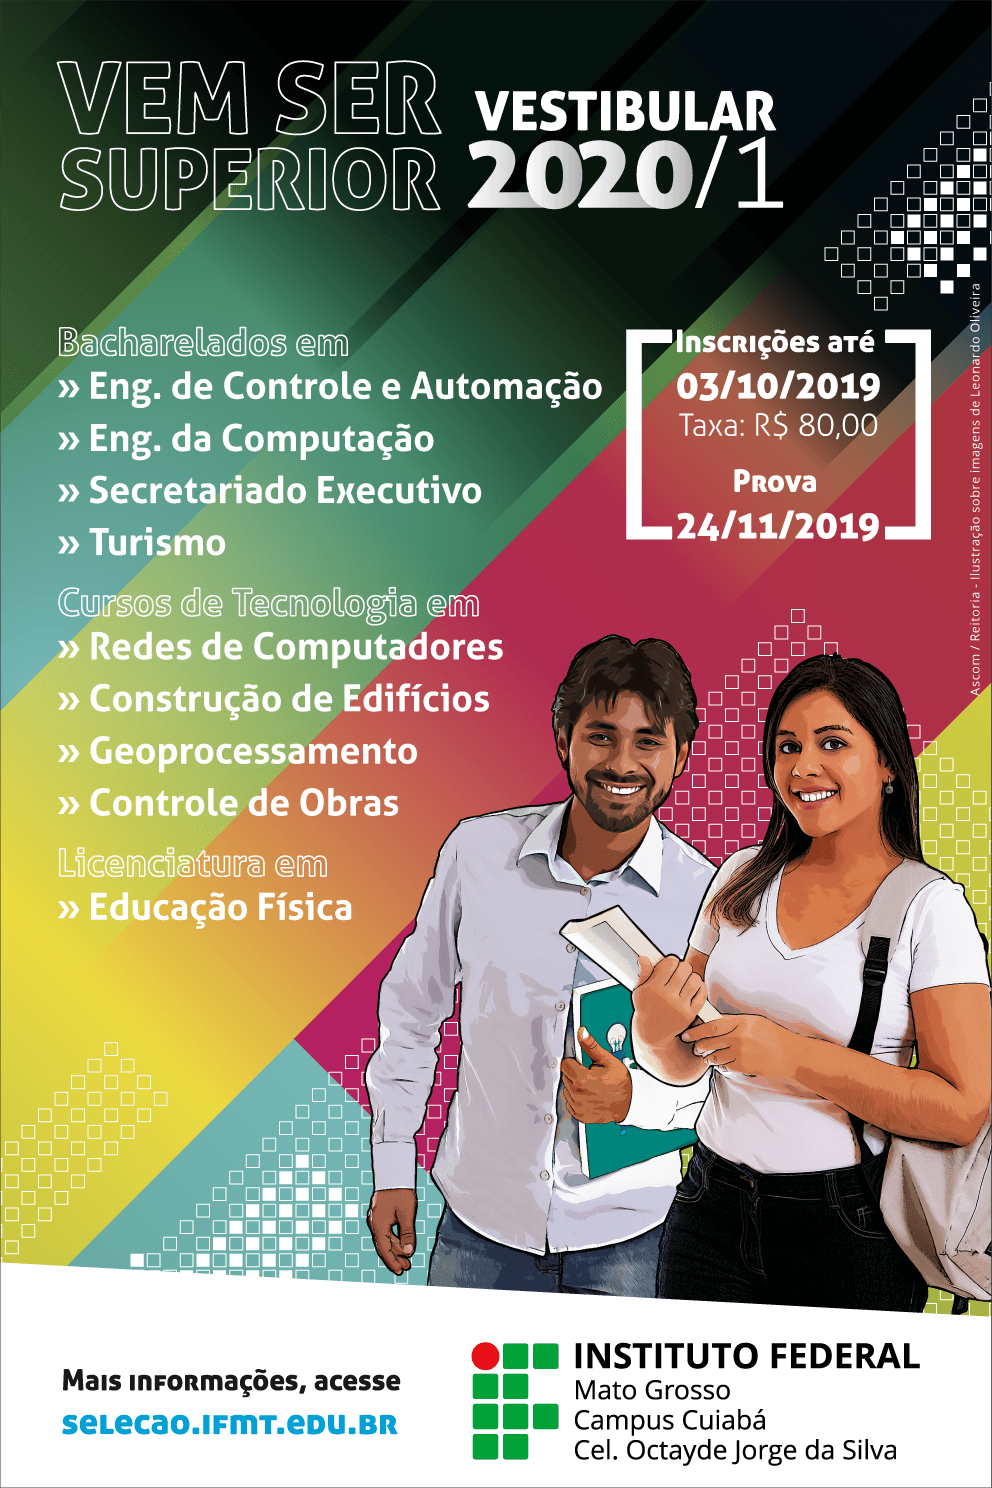 VEM SER
SUPERIOR
VESTIBULAR
2020/1
Bacharelados em
» Eng. de Controle e Automação
» Eng. da Computação
» Secretariado Executivo
» Turismo
Cursos de Tecnologia em
» Redes de Computadores
» Construção de Edifícios
» Geoprocessamento
» Controle de Obras
Licenciatura em
» Educação Física
Inscrições até
03/10/2019
Taxa: R$ 80,00
Prova
24/11/2019
Ascom / Reitoria - Ilustração sobre imagens de Leonardo Oliveira
Mais informações, acesse
selecao.ifmt.edu.br
INSTITUTO FEDERAL
Mato Grosso
Campus Cuiabá
Cel. Octayde Jorge da Silva